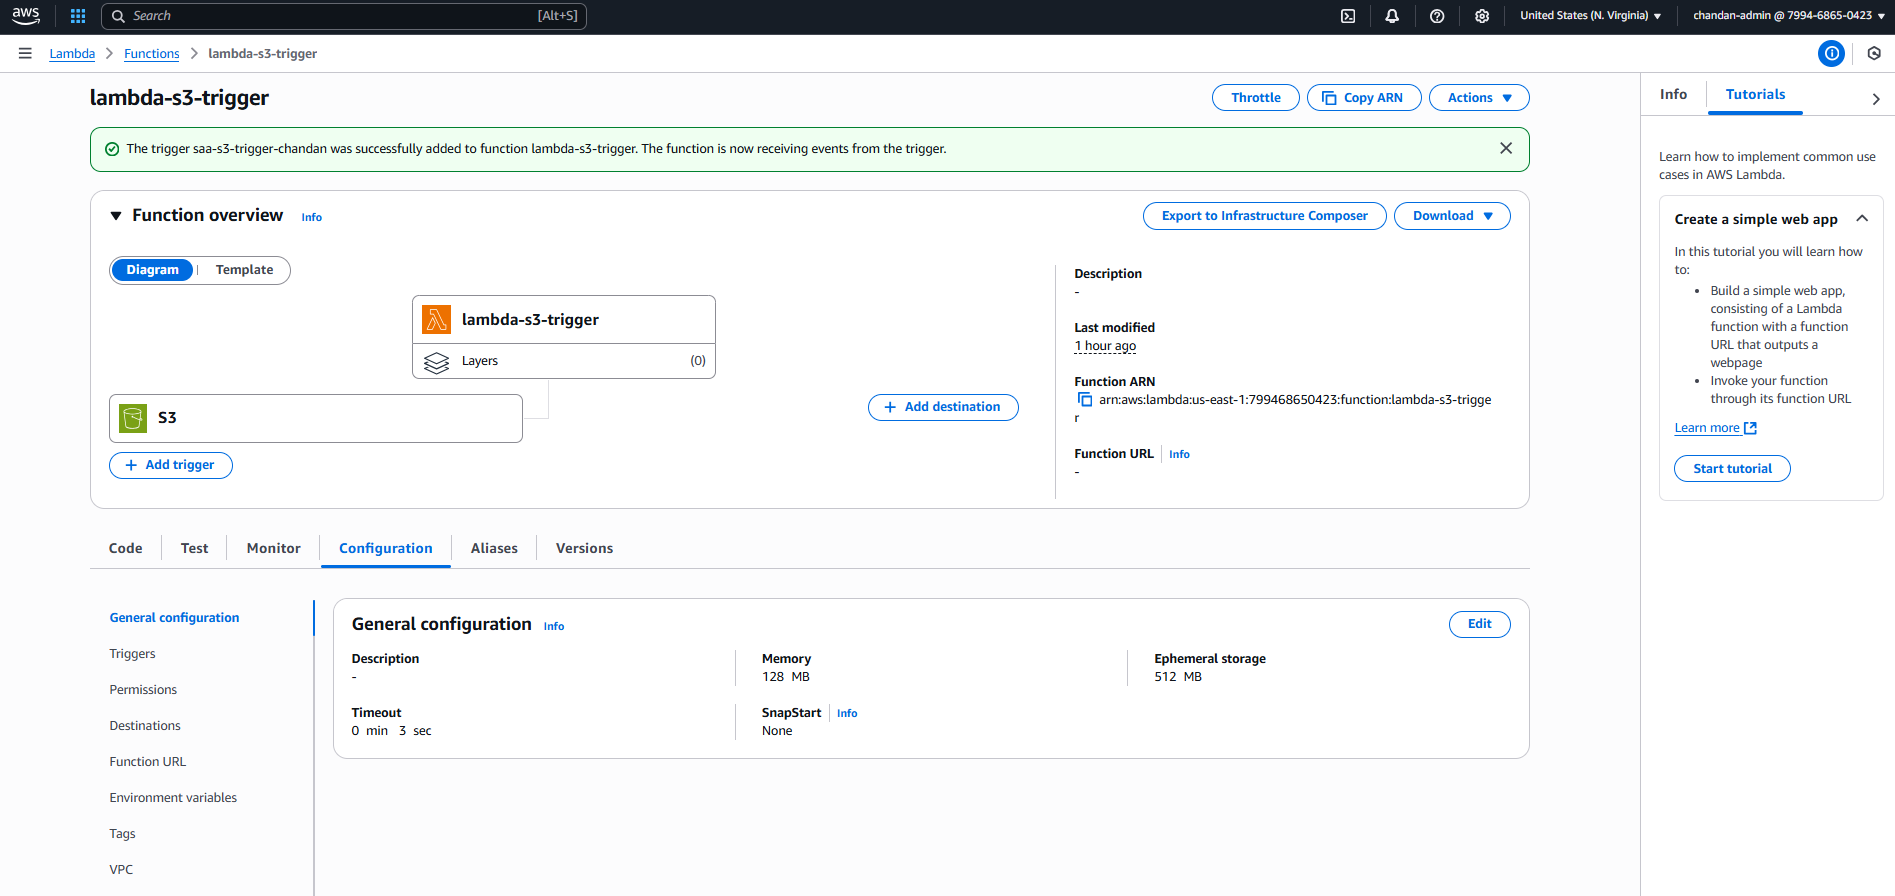 aws
Search [Alt+S]
United States (N. Virginia)
chandan-admin @ 7994-6865-0423
Lambda
Functions
lambda-s3-trigger
lambda-s3-trigger
Throttle
Copy ARN
Actions
The trigger saa-s3-trigger-chandan was successfully added to function lambda-s3-trigger. The function is now receiving events from the trigger.
Function overview Info
Export to Infrastructure Composer
Download
Diagram
Template
lambda-s3-trigger
Layers (0)
S3
Add trigger
Add destination
Description
-
Last modified
1 hour ago
Function ARN
arn:aws:lambda:us-east-1:799468650423:function:lambda-s3-trigge
r
Function URL Info
-
Code
Test
Monitor
Configuration
Aliases
Versions
General configuration
Triggers
Permissions
Destinations
Function URL
Environment variables
Tags
VPC
General configuration Info
Edit
Description
-
Memory
128 MB
Ephemeral storage
512 MB
Timeout
0 min 3 sec
SnapStart Info
None
Info
Tutorials
Learn how to implement common use
cases in AWS Lambda.
Create a simple web app
In this tutorial you will learn how
to:
• Build a simple web app,
consisting of a Lambda
function with a function
URL that outputs a
webpage
• Invoke your function
through its function URL
Learn more
Start tutorial